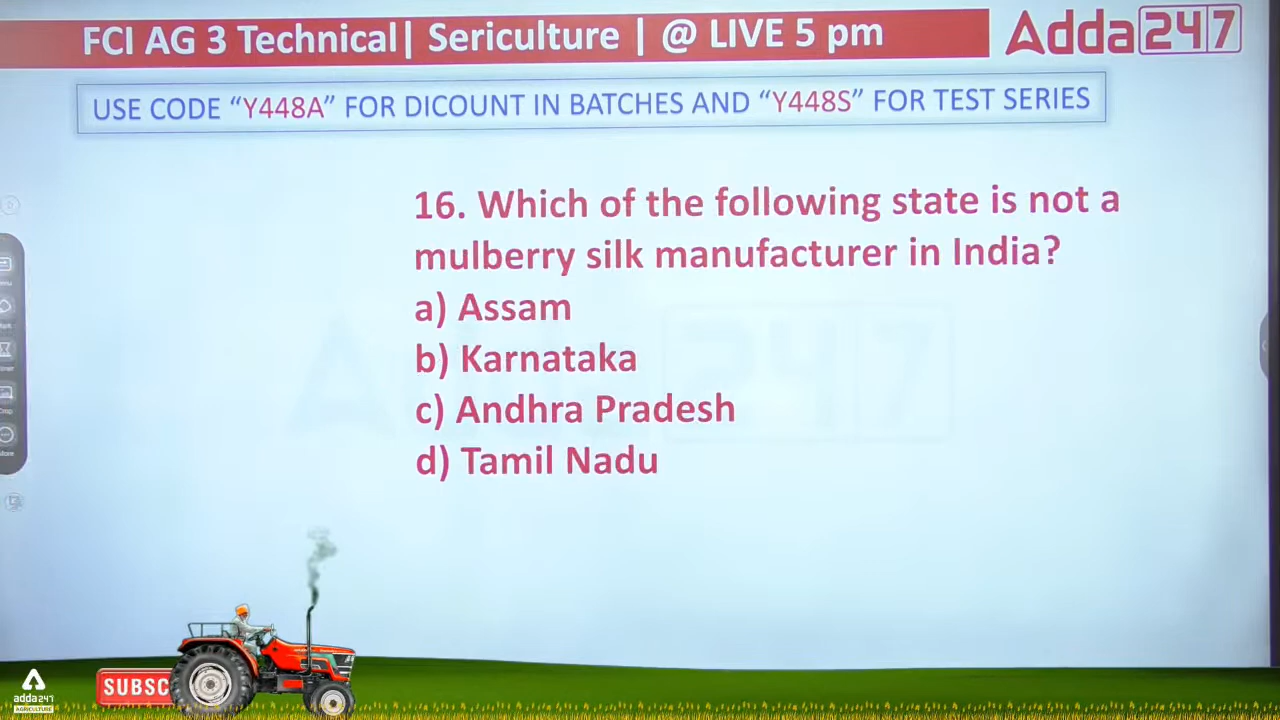 FCI AG 3 Technical| Sericulture | @ LIVE 5 pm
Adda247
USE CODE “Y448A” FOR DICOUNT IN BATCHES AND “Y448S” FOR TEST SERIES
16. Which of the following state is not a
mulberry silk manufacturer in India?
a) Assam
b) Karnataka
c) Andhra Pradesh
d) Tamil Nadu
More
SUBSC
adda247
AGRICULTURE